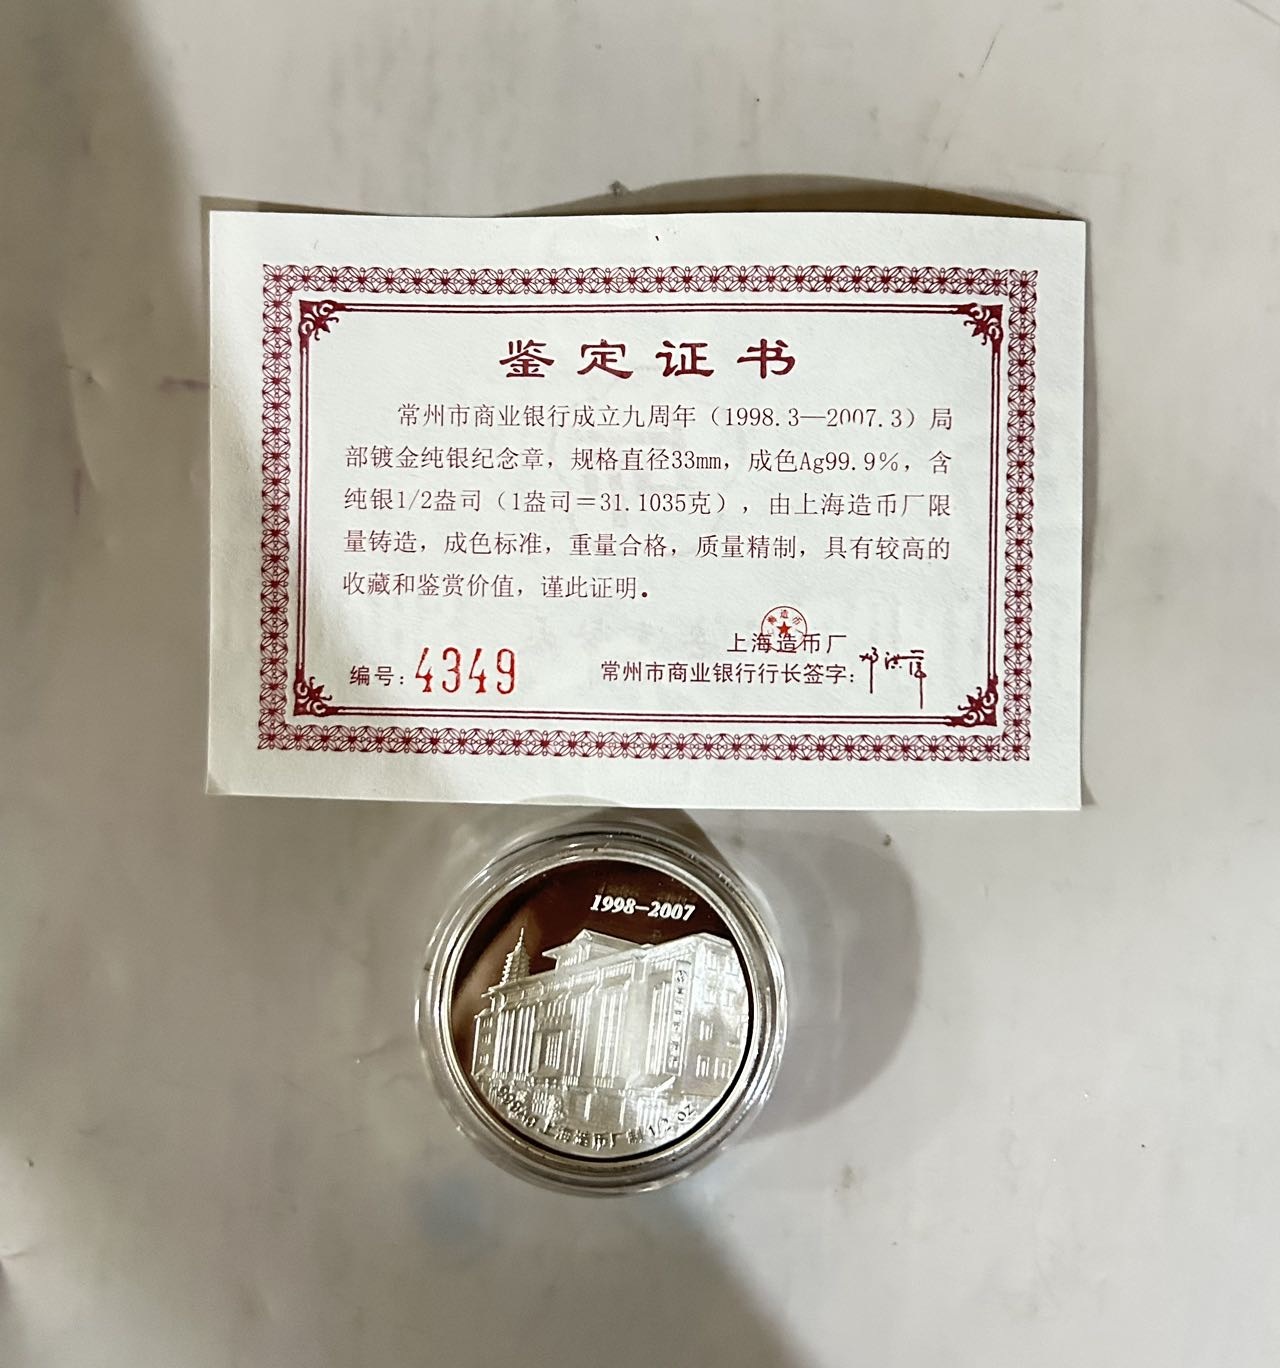 鉴定证书
常州市商业银行成立九周年（1998.3—2007.3）局
部镀金纯银纪念章，规格直径33mm，成色Ag99.9%，含
纯银1/2盎司（1盎司＝31.1035克），由上海造币厂限
量铸造，成色标准，重量合格，质量精制，具有较高的
收藏和鉴赏价值，谨此证明。
上海造币厂
编号：4349
常州市商业银行行长签字：
1998-2007
Ag999 上海造币厂制 1/2 oz